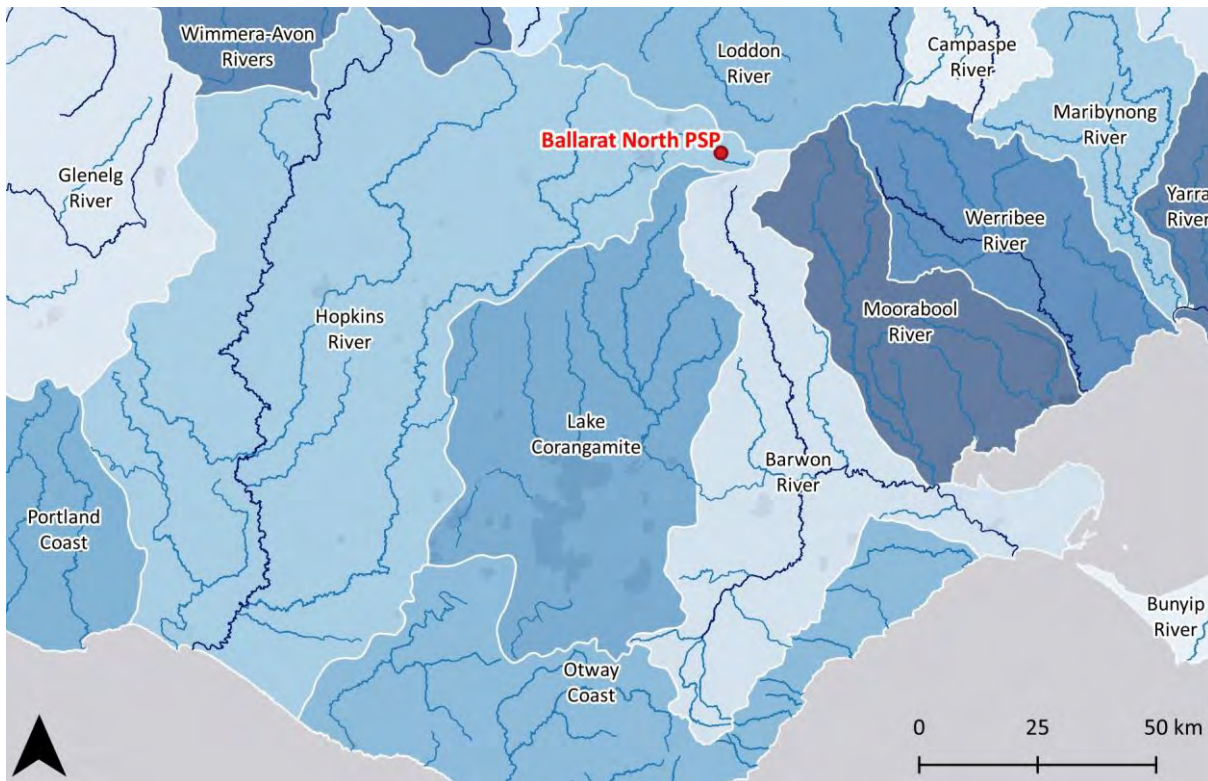 Wimmera-Avon
Rivers
Loddon
River
Campaspe
River
Maribynong
River
Ballarat North PSP
Glenelg
River
Yarra
River
Werribee
River
Hopkins
River
Moorabool
River
Lake
Corangamite
Barwon
River
Portland
Coast
Bunyip
River
Otway
Coast
0 25 50 km